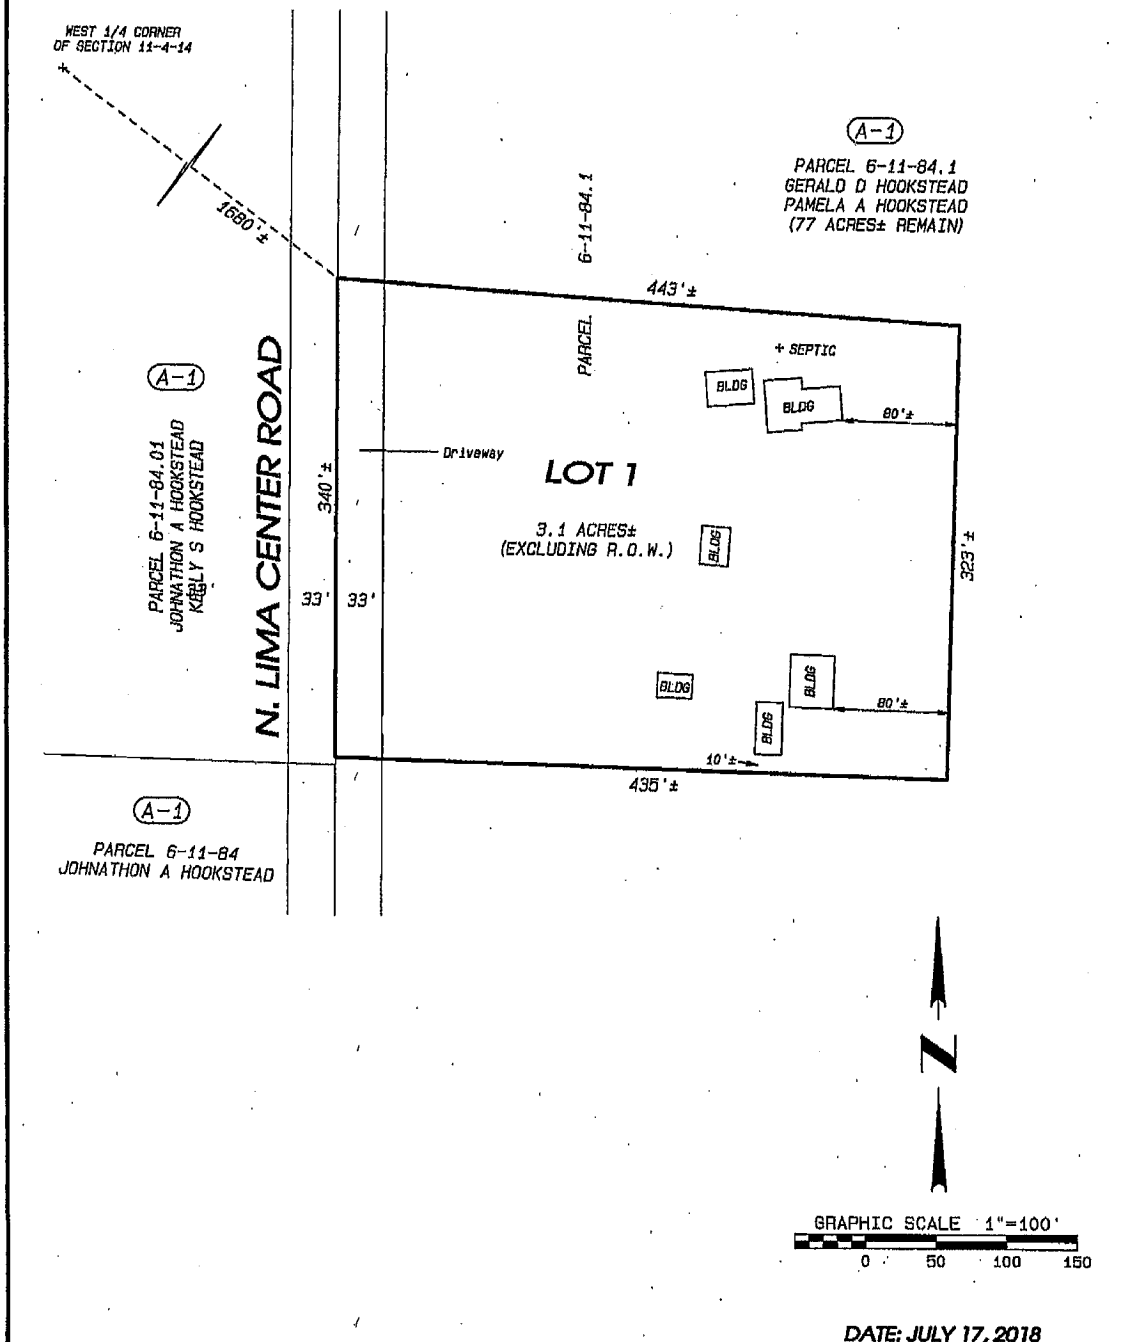 WEST 1/4 CORNER
OF SECTION 11-4-14
1680'±
A-1
PARCEL 6-11-84.1
GERALD D HOOKSTEAD
PAMELA A HOOKSTEAD
(77 ACRES± REMAIN)
PARCEL 6-11-84.1
443'±
+ SEPTIC
BLDG
BLDG
80'±
A-1
PARCEL 6-11-84.01
JOHNATHON A HOOKSTEAD
S HOOKSTEAD
N. LIMA CENTER ROAD
340'±
Driveway
LOT 1
3.1 ACRES±
(EXCLUDING R.O.W.)
BLDG
323'±
33'
33'
BLDG
BLDG
80'±
BLDG
10'±
435'±
A-1
PARCEL 6-11-84
JOHNATHON A HOOKSTEAD
N
GRAPHIC SCALE 1"=100'
0 50 100 150
DATE: JULY 17, 2018